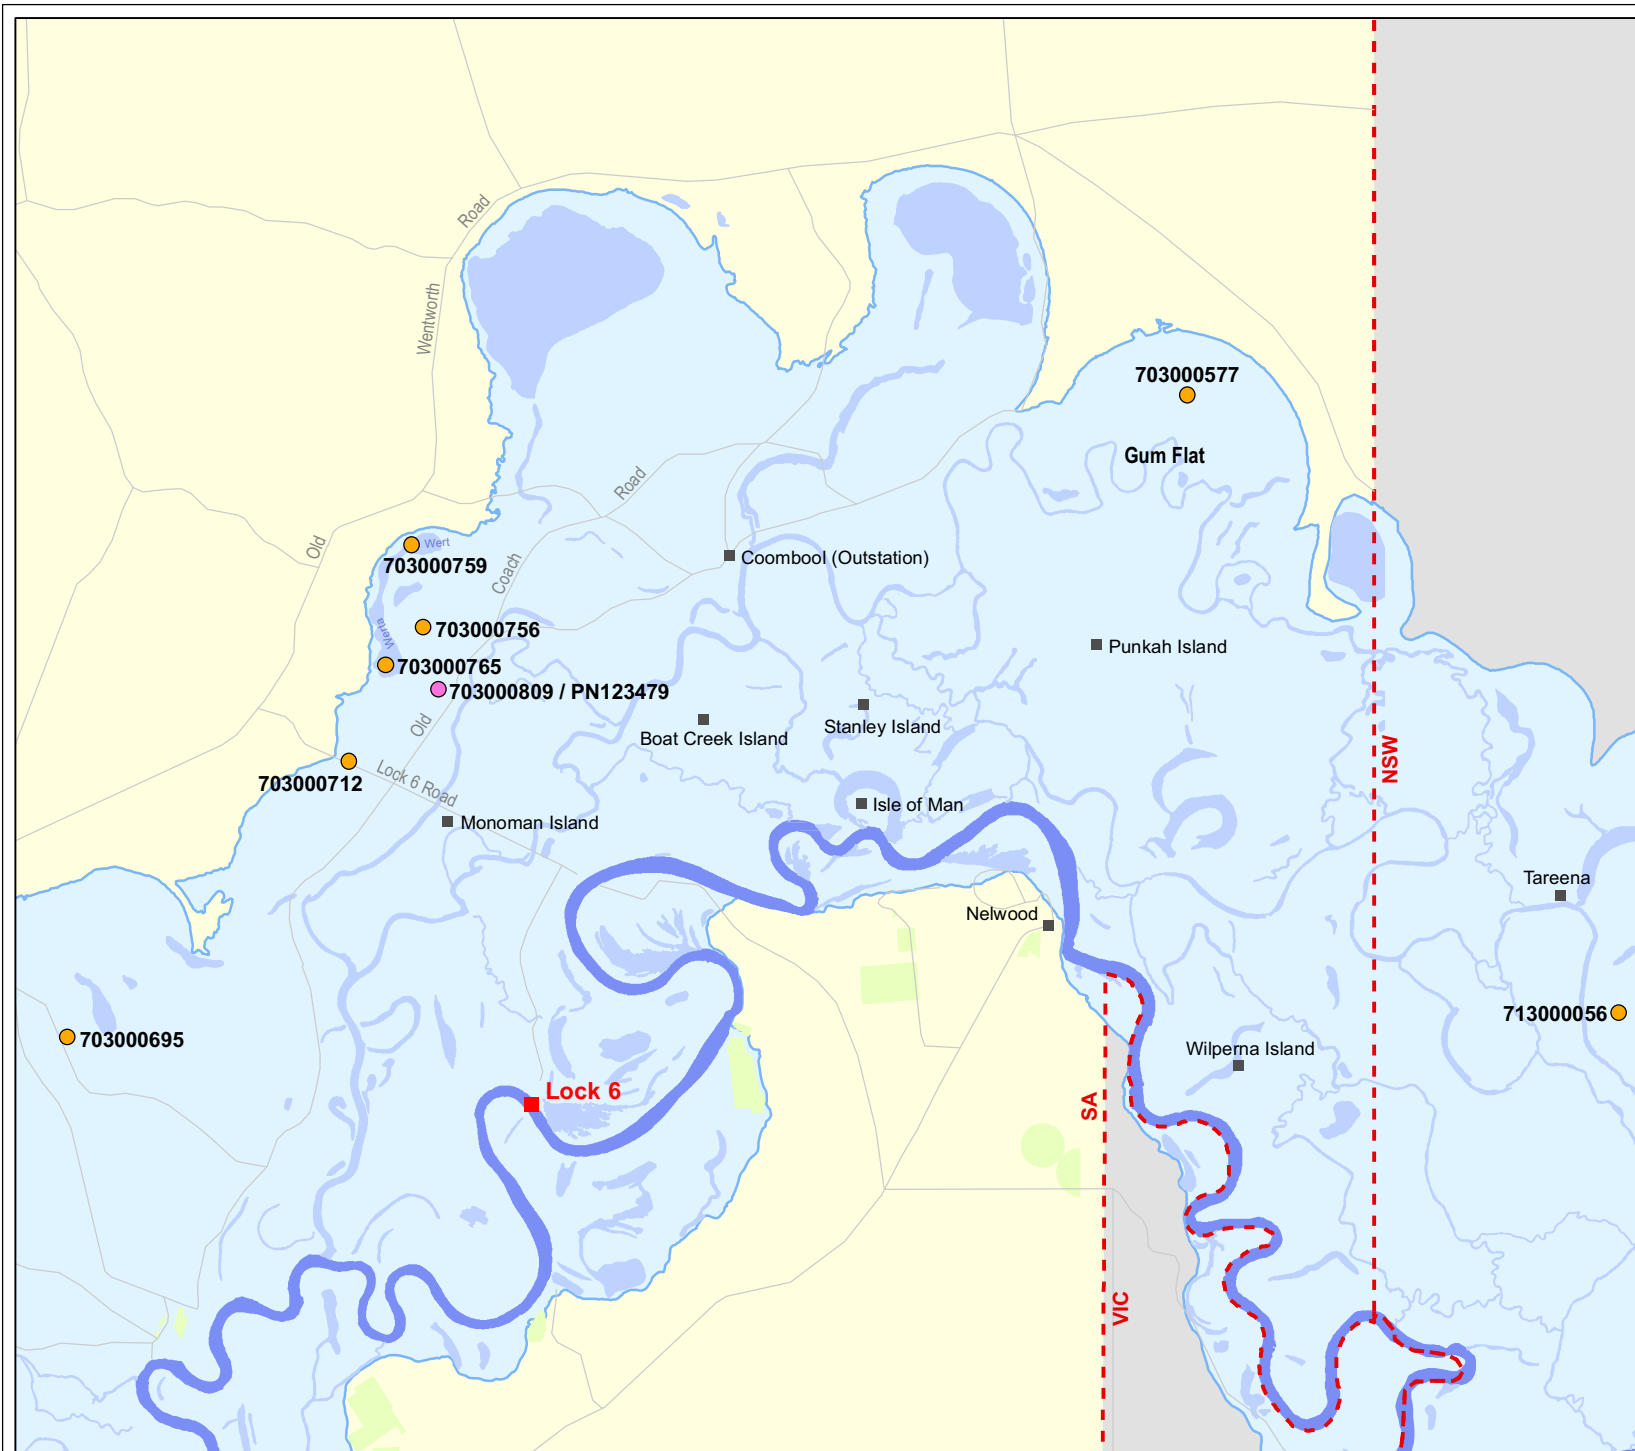 Road
Wentworth
703000577
Gum Flat
Road
Old
Wert
703000759
Coach
Coombool (Outstation)
703000756
Werta
703000765
Punkah Island
703000809 / PN123479
Old
Stanley Island
Boat Creek Island
NSW
703000712
Lock 6 Road
Isle of Man
Monoman Island
Tareena
Nelwood
713000056
703000695
Wilperna Island
Lock 6
SA
VIC